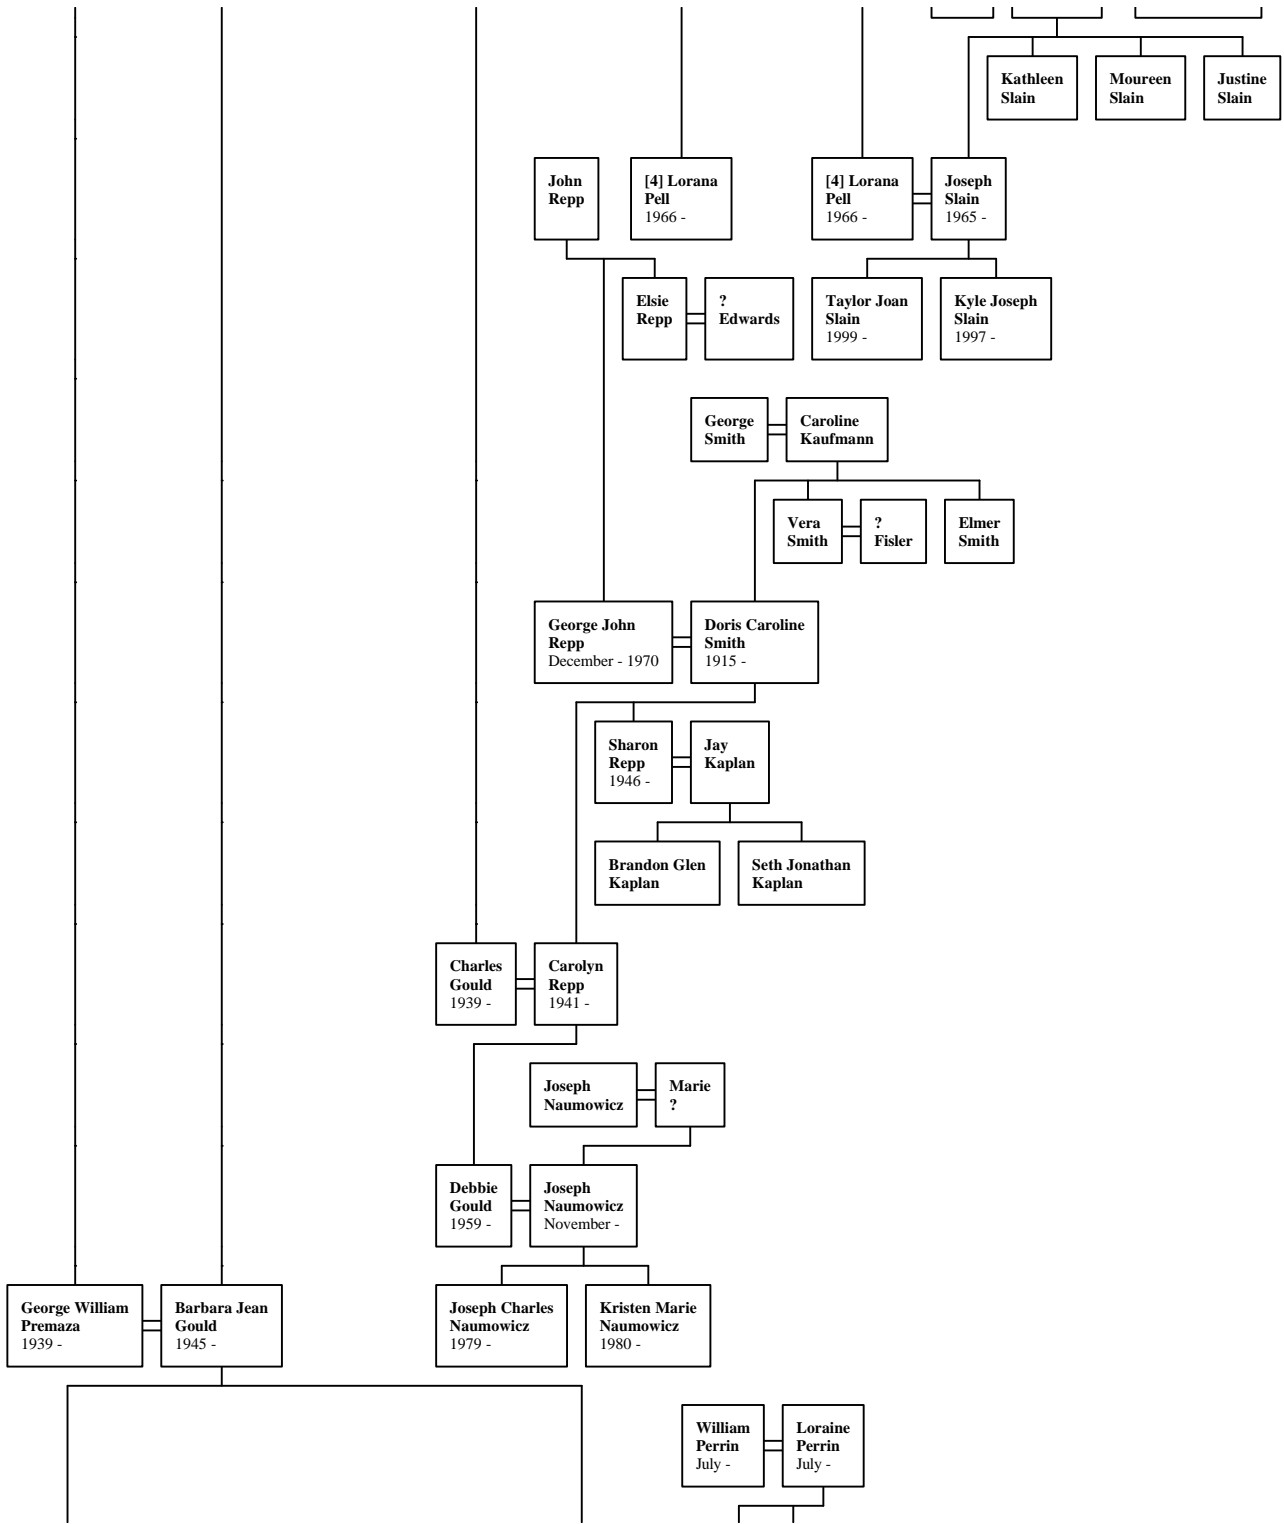 Kathleen
Slain
Moureen
Slain
Justine
Slain
John
Repp
[4] Lorana
Pell
1966 -
[4] Lorana
Pell
1966 -
Joseph
Slain
1965 -
Elsie
Repp
?
Edwards
Taylor Joan
Slain
1999 -
Kyle Joseph
Slain
1997 -
George
Smith
Caroline
Kaufmann
Vera
Smith
?
Fisler
Elmer
Smith
George John
Repp
December - 1970
Doris Caroline
Smith
1915 -
Sharon
Repp
1946 -
Jay
Kaplan
Brandon Glen
Kaplan
Seth Jonathan
Kaplan
Charles
Gould
1939 -
Carolyn
Repp
1941 -
Joseph
Naumowicz
Marie
?
Debbie
Gould
1959 -
Joseph
Naumowicz
November -
George William
Premaza
1939 -
Barbara Jean
Gould
1945 -
Joseph Charles
Naumowicz
1979 -
Kristen Marie
Naumowicz
1980 -
William
Perrin
July -
Loraine
Perrin
July -